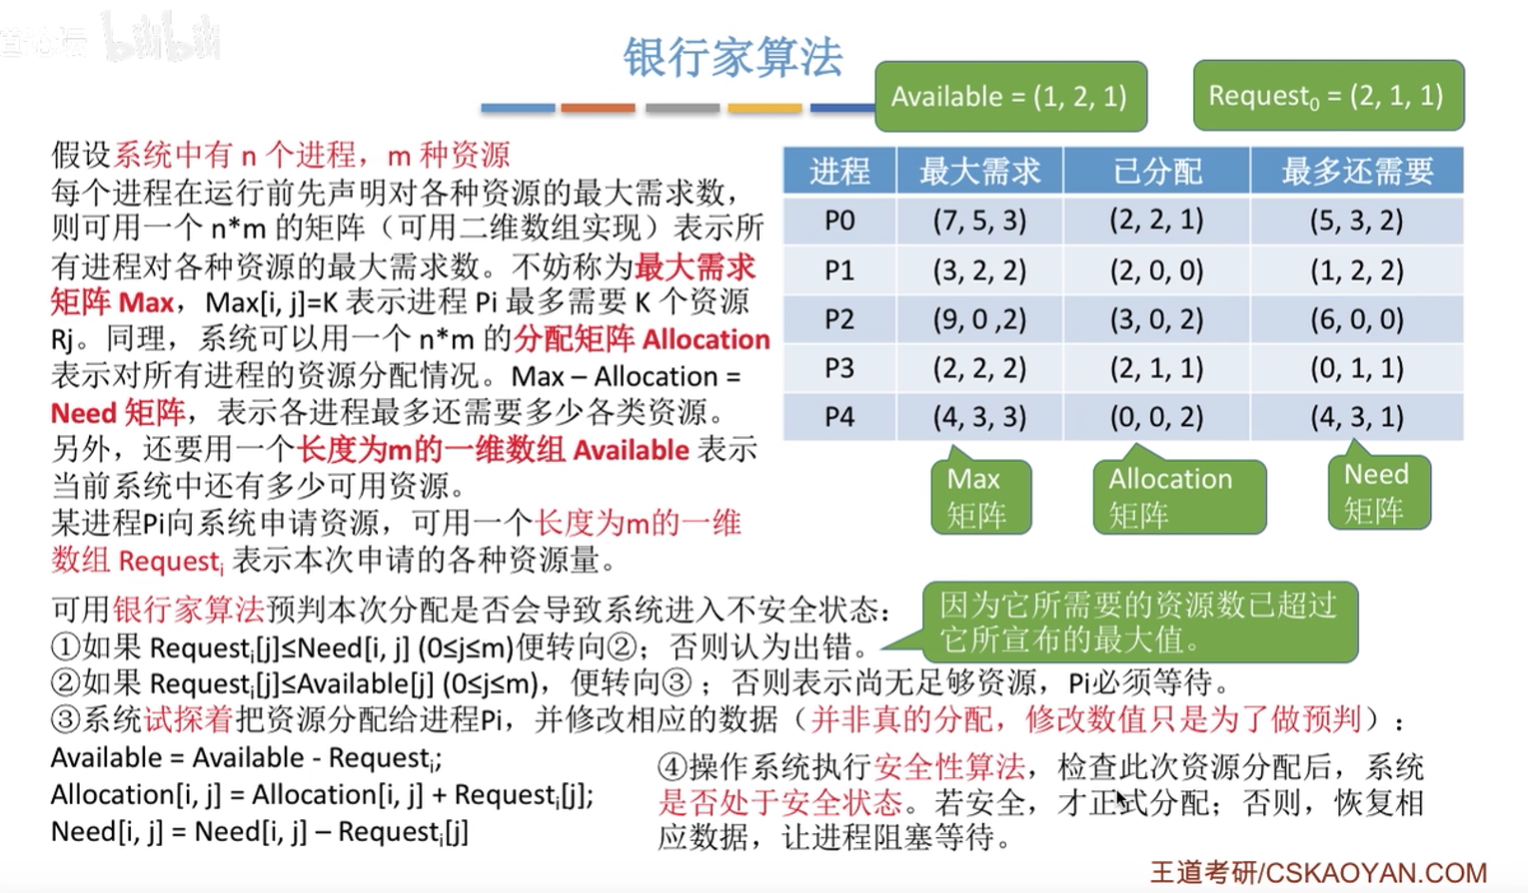 道论坛 bilibili
银行家算法
Available = (1, 2, 1)
Request₀ = (2, 1, 1)
假设系统中有 n 个进程，m 种资源
每个进程在运行前先声明对各种资源的最大需求数，
则可用一个 n*m 的矩阵（可用二维数组实现）表示所
有进程对各种资源的最大需求数。不妨称为最大需求
矩阵 Max，Max[i, j]=K 表示进程 Pi 最多需要 K 个资源
Rj。同理，系统可以用一个 n*m 的分配矩阵 Allocation
表示对所有进程的资源分配情况。Max – Allocation =
Need 矩阵，表示各进程最多还需要多少各类资源。
另外，还要用一个长度为m的一维数组 Available 表示
当前系统中还有多少可用资源。
某进程Pi向系统申请资源，可用一个长度为m的一维
数组 Requestᵢ 表示本次申请的各种资源量。
进程 最大需求 已分配 最多还需要
P0 (7, 5, 3) (2, 2, 1) (5, 3, 2)
P1 (3, 2, 2) (2, 0, 0) (1, 2, 2)
P2 (9, 0 ,2) (3, 0, 2) (6, 0, 0)
P3 (2, 2, 2) (2, 1, 1) (0, 1, 1)
P4 (4, 3, 3) (0, 0, 2) (4, 3, 1)
Max
矩阵
Allocation
矩阵
Need
矩阵
可用银行家算法预判本次分配是否会导致系统进入不安全状态：
①如果 Requestᵢ[j]≤Need[i, j] (0≤j≤m)便转向②；否则认为出错。
因为它所需要的资源数已超过
它所宣布的最大值。
②如果 Requestᵢ[j]≤Available[j] (0≤j≤m)，便转向③；否则表示尚无足够资源，Pi必须等待。
③系统试探着把资源分配给进程Pi，并修改相应的数据（并非真的分配，修改数值只是为了做预判）：
Available = Available - Requestᵢ;
Allocation[i, j] = Allocation[i, j] + Requestᵢ[j];
Need[i, j] = Need[i, j] – Requestᵢ[j]
④操作系统执行安全性算法，检查此次资源分配后，系统
是否处于安全状态。若安全，才正式分配；否则，恢复相
应数据，让进程阻塞等待。
王道考研/CSKAOYAN.COM